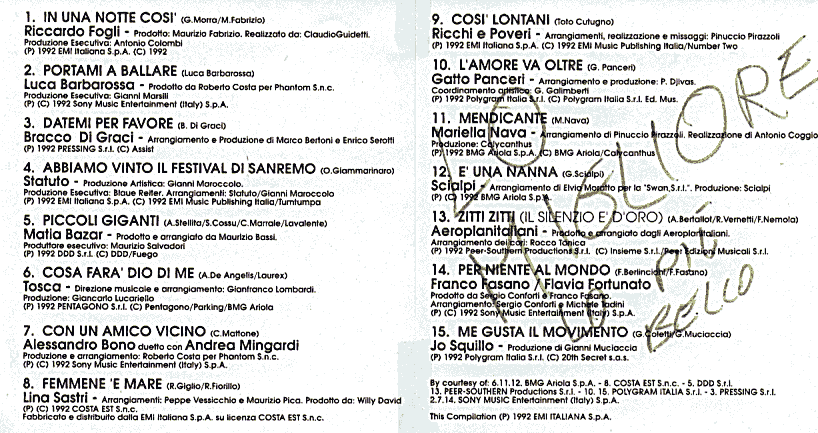 1. IN UNA NOTTE COSI' (G.Morra/M.Fabrizio)
Riccardo Fogli - Prodotto: Maurizio Fabrizio. Realizzato da: ClaudioGuidetti.
Produzione Esecutiva: Antonio Colombi
(P) 1992 EMI Italiana S.p.A. (C) 1992
2. PORTAMI A BALLARE (Luca Barbarossa)
Luca Barbarossa - Prodotto da Roberto Costa per Phantom S.n.c.
Produzione Esecutiva: Gianni Marsili
(P) (C) 1992 Sony Music Entertainment (Italy) S.p.A.
3. DATEMI PER FAVORE (B. Di Graci)
Bracco Di Graci - Arrangiamento e Produzione di Marco Bertoni e Enrico Serotti
(P) 1992 PRESSING S.r.l. (C) Assist
4. ABBIAMO VINTO IL FESTIVAL DI SANREMO (O.Giammarinaro)
Statuto - Produzione Artistica: Gianni Maroccolo.
Produzione Esecutiva: Blaue Reiter. Arrangiamenti: Statuto/Gianni Maroccolo
(P) 1992 EMI Italiana S.p.A. (C) 1992 EMI Music Publishing Italia/Tumtumpa
5. PICCOLI GIGANTI (A.Stellita/S.Cossu/C.Marrale/Lavalente)
Matia Bazar - Prodotto e arrangiato da Maurizio Bassi.
Produttore esecutivo: Maurizio Salvadori
(P) 1992 DDD S.r.l. (C) DDD/Fuego
6. COSA FARA' DIO DI ME (A.De Angelis/Laurex)
Tosca - Direzione musicale e arrangiamento: Gianfranco Lombardi.
Produzione: Giancarlo Lucariello
(P) 1992 PENTAGONO S.r.l. (C) Pentagono/Parking/BMG Ariola
7. CON UN AMICO VICINO (C.Mattone)
Alessandro Bono duetto con Andrea Mingardi
Produzione e arrangiamento: Roberto Costa per Phantom S.n.c.
(P) (C) 1992 Sony Music Entertainment (Italy) S.p.A.
8. FEMMENE 'E MARE (R.Giglio/R.Fiorillo)
Lina Sastri - Arrangiamenti: Peppe Vessicchio e Maurizio Pica. Prodotto da: Willy David
(P) (C) 1992 COSTA EST S.n.c.
Fabbricato e distribuito dalla EMI Italiana S.p.A. su licenza COSTA EST S.n.c.
9. COSI' LONTANI (Toto Cutugno)
Ricchi e Poveri - Arrangiamenti, realizzazione e missaggi: Pinuccio Pirazzoli
(P) 1992 EMI Italiana S.p.A. (C) 1992 EMI Music Publishing Italia/Number Two
10. L'AMORE VA OLTRE (G. Panceri)
Gatto Panceri - Arrangiamento e produzione: P. Djivas.
Coordinamento artistico: G. Galimberti
(P) 1992 Polygram Italia S.r.l. (C) Polygram Italia S.r.l. Ed. Mus.
11. MENDICANTE (M.Nava)
Mariella Nava - Arrangiamento di Pinuccio Pirazzoli. Realizzazione di Antonio Coggio
Produzione: Calycanthus
(P) 1992 BMG Ariola S.p.A. (C) BMG Ariola/Calycanthus
12. E' UNA NANNA (G.Scialpi)
Scialpi - Arrangiamento di Elvio Moratto per la "Swan,S.r.l.". Produzione: Scialpi
(P) (C) 1992 BMG Ariola S.p.A.
13. ZITTI ZITTI (IL SILENZIO E' D'ORO) (A.Bertallot/R.Vernetti/F.Nemola)
Aeroplanitaliani - Prodotto e arrangiato dagli Aeroplanitaliani.
Arrangiamento dei cori: Rocco Tanica
(P) 1992 Peer-Southern Productions S.r.l. (C) Insieme S.r.l./Peer Edizioni Musicali S.r.l.
14. PER NIENTE AL MONDO (F.Berlincioni/F.Fasano)
Franco Fasano / Flavia Fortunato
Prodotto da Sergio Conforti e Franco Fasano.
Arrangiamento: Sergio Conforti e Michele Tadini
(P) (C) 1992 Sony Music Entertainment (Italy) S.p.A.
15. ME GUSTA IL MOVIMENTO (G.Coletti/G.Muciaccia)
Jo Squillo - Produzione di Gianni Muciaccia
(P) 1992 Polygram Italia S.r.l. (C) 20th Secret s.a.s.
By courtesy of: 6.11.12. BMG Ariola S.p.A. - 8. COSTA EST S.n.c. - 5. DDD S.r.l.
13. PEER-SOUTHERN Productions S.r.l. - 10. 15. POLYGRAM ITALIA S.r.l. - 3. PRESSING S.r.l.
2.7.14. SONY MUSIC Entertainment (Italy) S.p.A.
This Compilation (P) 1992 EMI ITALIANA S.p.A.
LO
MIGLIORE
LO PIÙ
BELLO